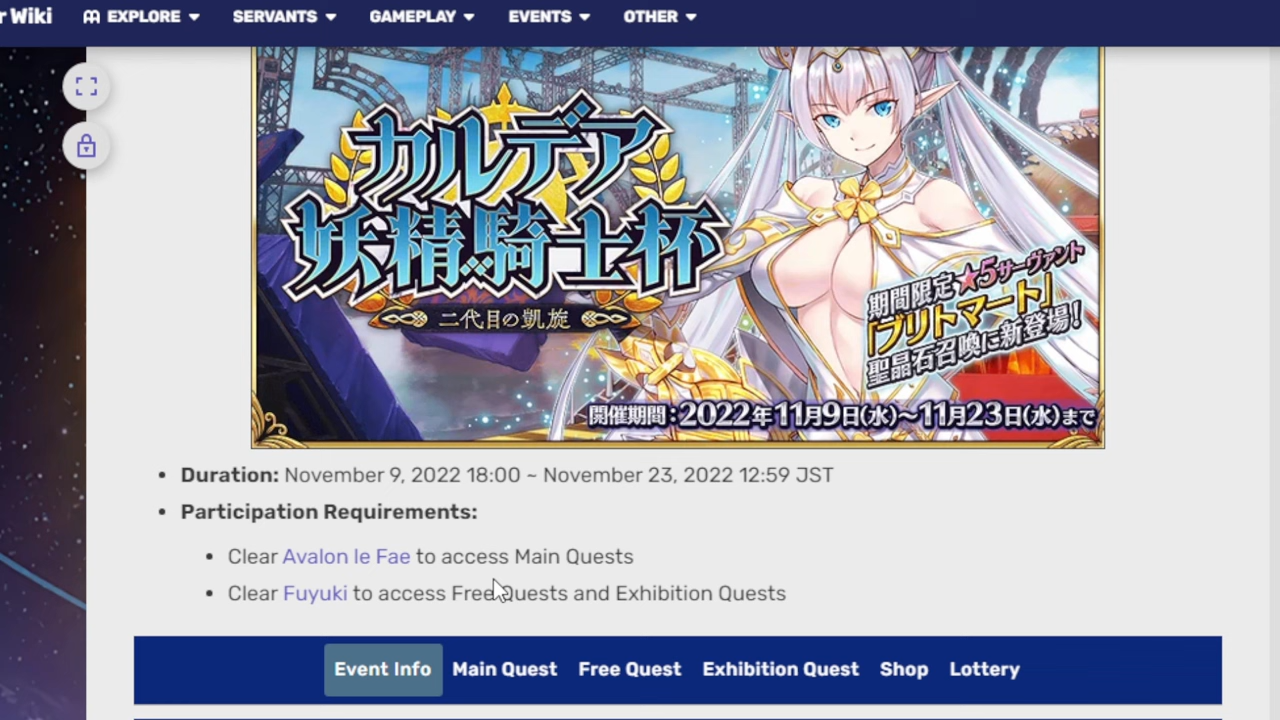 r Wiki EXPLORE SERVANTS GAMEPLAY EVENTS OTHER
カルデア
妖精騎士杯
二代目の凱旋
期間限定★5サーヴァント
「ブリトマート」
聖晶石召喚に新登場!
開催期間:2022年11月9日(水)~11月23日(水)まで
Duration: November 9, 2022 18:00 ~ November 23, 2022 12:59 JST
Participation Requirements:
Clear Avalon le Fae to access Main Quests
Clear Fuyuki to access Free Quests and Exhibition Quests
Event Info Main Quest Free Quest Exhibition Quest Shop Lottery